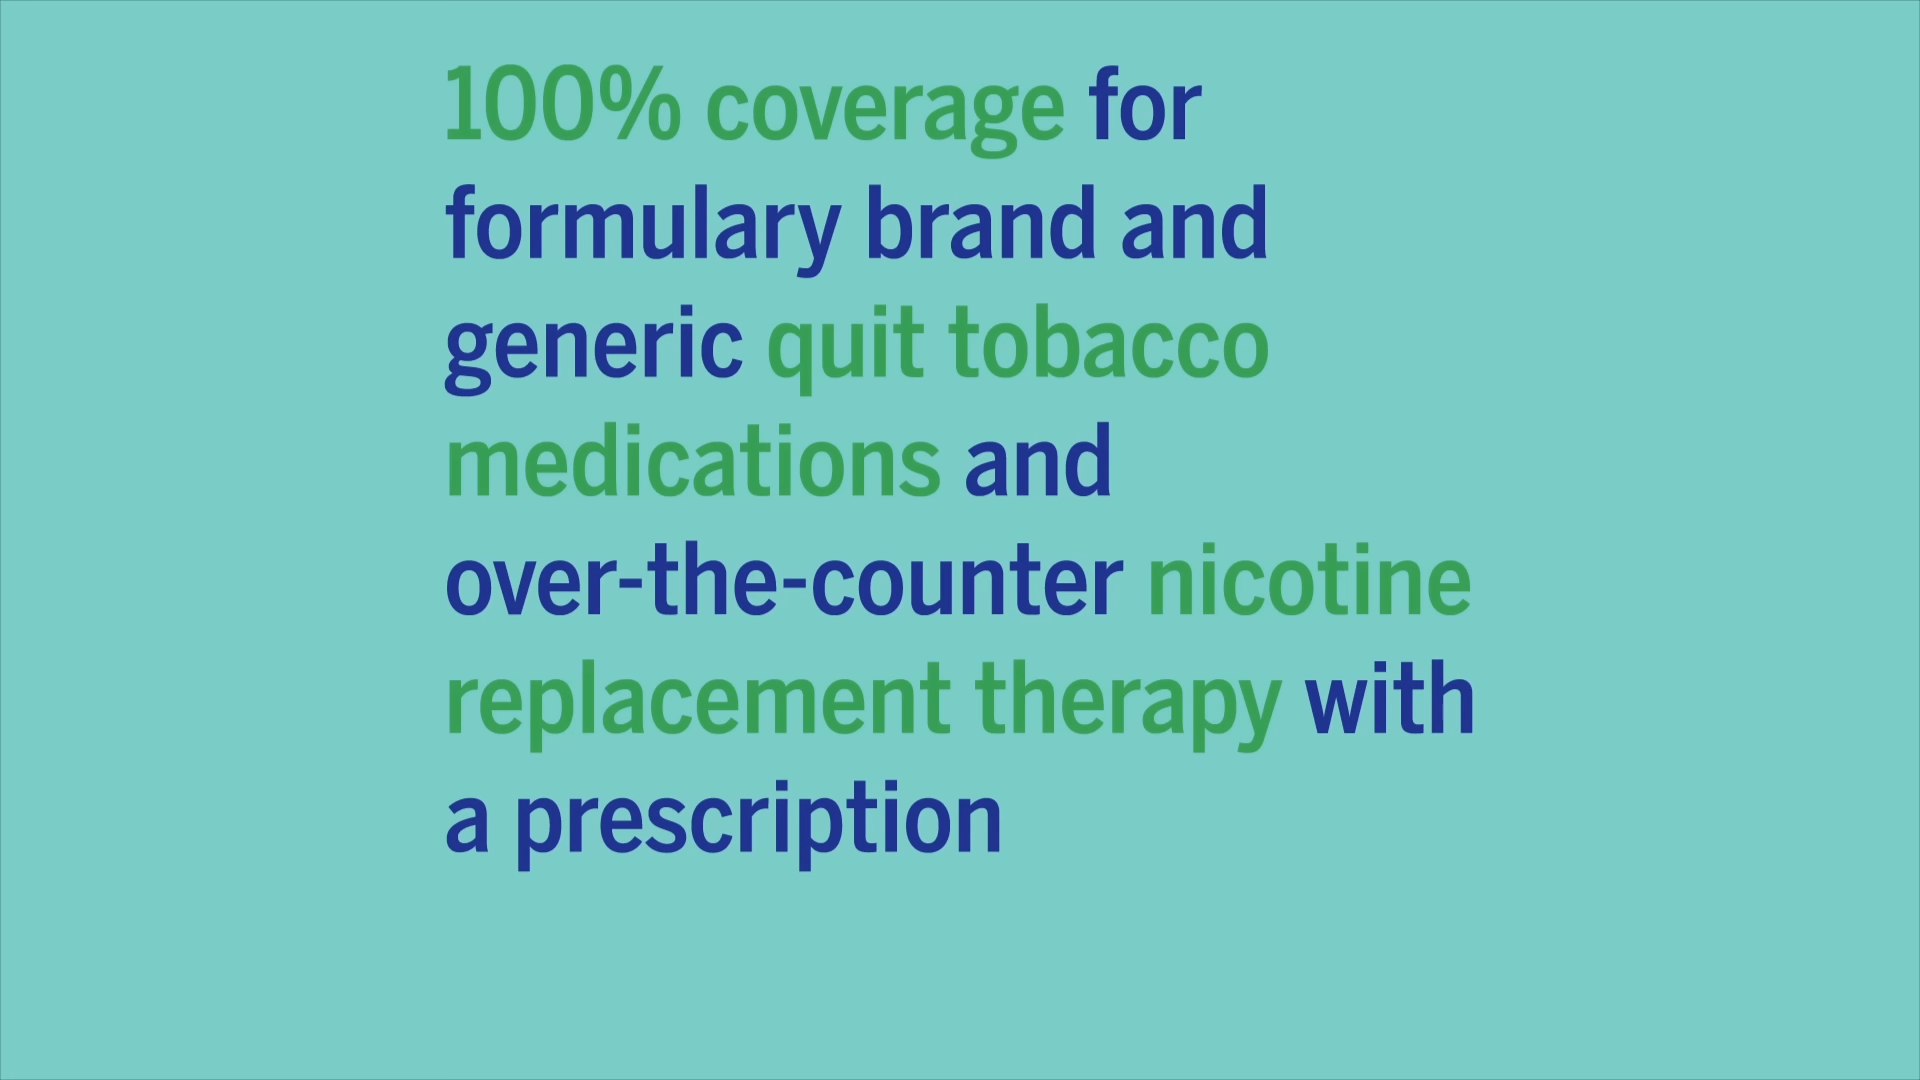 100% coverage for
formulary brand and
generic quit tobacco
medications and
over-the-counter nicotine
replacement therapy with
a prescription